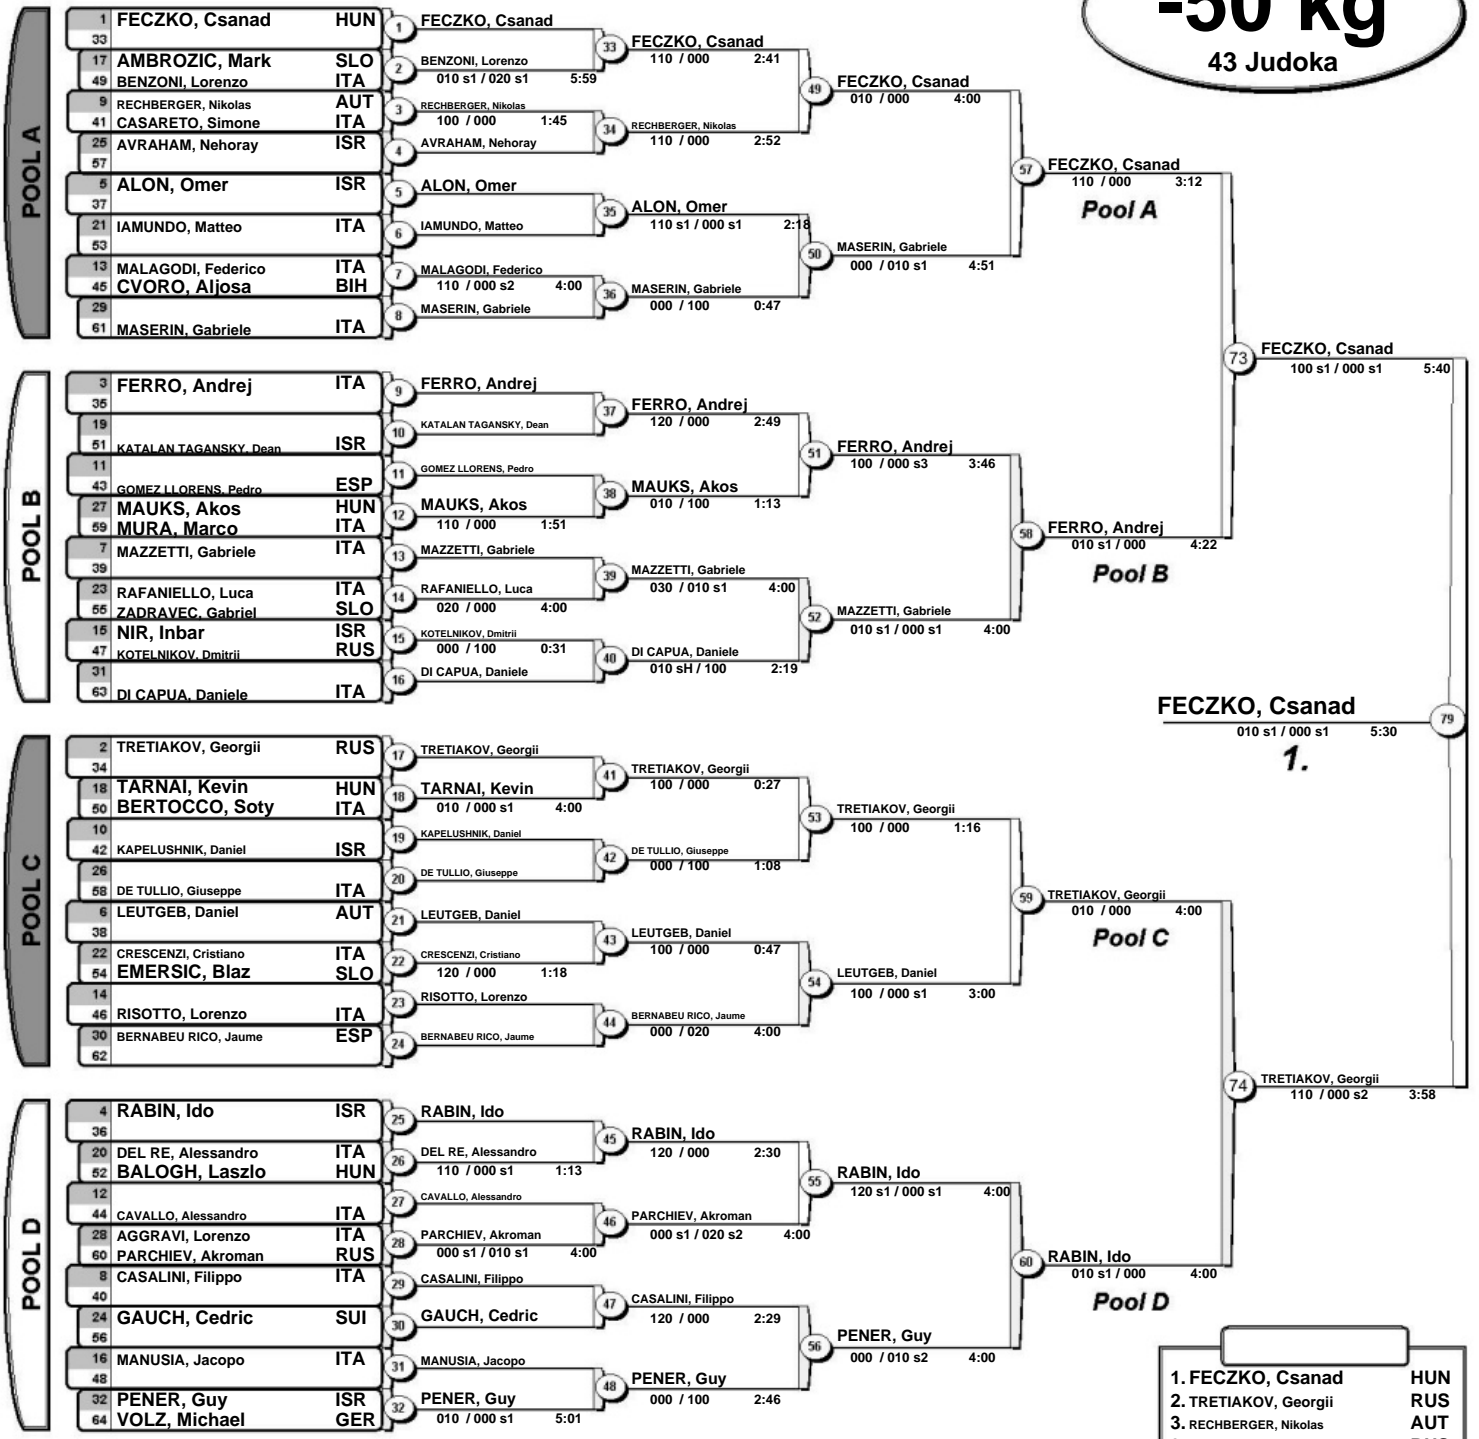 -50 kg
43 Judoka
POOL A
1 FECZKO, Csanad HUN
33
17 AMBROZIC, Mark SLO
49 BENZONI, Lorenzo ITA
9 RECHBERGER, Nikolas AUT
41 CASARETO, Simone ITA
25 AVRAHAM, Nehoray ISR
57
5 ALON, Omer ISR
37
21 IAMUNDO, Matteo ITA
53
13 MALAGODI, Federico ITA
45 CVORO, Aljosa BIH
29
61 MASERIN, Gabriele ITA
1 FECZKO, Csanad
2 BENZONI, Lorenzo
010 s1 / 020 s1 5:59
3 RECHBERGER, Nikolas
100 / 000 1:45
4 AVRAHAM, Nehoray
5 ALON, Omer
6 IAMUNDO, Matteo
7 MALAGODI, Federico
110 / 000 s2 4:00
8 MASERIN, Gabriele
33 FECZKO, Csanad
110 / 000 2:41
34 RECHBERGER, Nikolas
110 / 000 2:52
35 ALON, Omer
110 s1 / 000 s1 2:18
36 MASERIN, Gabriele
000 / 100 0:47
49 FECZKO, Csanad
010 / 000 4:00
50 MASERIN, Gabriele
000 / 010 s1 4:51
57 FECZKO, Csanad
110 / 000 3:12
Pool A
POOL B
3 FERRO, Andrej ITA
35
19
51 KATALAN TAGANSKY, Dean ISR
11
43 GOMEZ LLORENS, Pedro ESP
27 MAUKS, Akos HUN
59 MURA, Marco ITA
7 MAZZETTI, Gabriele ITA
39
23 RAFANIELLO, Luca ITA
55 ZADRAVEC, Gabriel SLO
15 NIR, Inbar ISR
47 KOTELNIKOV, Dmitrii RUS
31
63 DI CAPUA, Daniele ITA
9 FERRO, Andrej
10 KATALAN TAGANSKY, Dean
11 GOMEZ LLORENS, Pedro
12 MAUKS, Akos
110 / 000 1:51
13 MAZZETTI, Gabriele
14 RAFANIELLO, Luca
020 / 000 4:00
15 KOTELNIKOV, Dmitrii
000 / 100 0:31
16 DI CAPUA, Daniele
37 FERRO, Andrej
120 / 000 2:49
38 MAUKS, Akos
010 / 100 1:13
39 MAZZETTI, Gabriele
030 / 010 s1 4:00
40 DI CAPUA, Daniele
010 sH / 100 2:19
51 FERRO, Andrej
100 / 000 s3 3:46
52 MAZZETTI, Gabriele
010 s1 / 000 s1 4:00
58 FERRO, Andrej
010 s1 / 000 4:22
Pool B
73 FECZKO, Csanad
100 s1 / 000 s1 5:40
FECZKO, Csanad 79
010 s1 / 000 s1 5:30
1.
POOL C
2 TRETIAKOV, Georgii RUS
34
18 TARNAI, Kevin HUN
50 BERTOCCO, Soty ITA
10
42 KAPELUSHNIK, Daniel ISR
26
58 DE TULLIO, Giuseppe ITA
6 LEUTGEB, Daniel AUT
38
22 CRESCENZI, Cristiano ITA
54 EMERSIC, Blaz SLO
14
46 RISOTTO, Lorenzo ITA
30 BERNABEU RICO, Jaume ESP
62
17 TRETIAKOV, Georgii
18 TARNAI, Kevin
010 / 000 s1 4:00
19 KAPELUSHNIK, Daniel
20 DE TULLIO, Giuseppe
21 LEUTGEB, Daniel
22 CRESCENZI, Cristiano
120 / 000 1:18
23 RISOTTO, Lorenzo
24 BERNABEU RICO, Jaume
41 TRETIAKOV, Georgii
100 / 000 0:27
42 DE TULLIO, Giuseppe
000 / 100 1:08
43 LEUTGEB, Daniel
100 / 000 0:47
44 BERNABEU RICO, Jaume
000 / 020 4:00
53 TRETIAKOV, Georgii
100 / 000 1:16
54 LEUTGEB, Daniel
100 / 000 s1 3:00
59 TRETIAKOV, Georgii
010 / 000 4:00
Pool C
74 TRETIAKOV, Georgii
110 / 000 s2 3:58
POOL D
4 RABIN, Ido ISR
36
20 DEL RE, Alessandro ITA
52 BALOGH, Laszlo HUN
12
44 CAVALLO, Alessandro ITA
28 AGGRAVI, Lorenzo ITA
60 PARCHIEV, Akroman RUS
8 CASALINI, Filippo ITA
40
24 GAUCH, Cedric SUI
56
16 MANUSIA, Jacopo ITA
48
32 PENER, Guy ISR
64 VOLZ, Michael GER
25 RABIN, Ido
26 DEL RE, Alessandro
110 / 000 s1 1:13
27 CAVALLO, Alessandro
28 PARCHIEV, Akroman
000 s1 / 010 s1 4:00
29 CASALINI, Filippo
30 GAUCH, Cedric
31 MANUSIA, Jacopo
32 PENER, Guy
010 / 000 s1 5:01
45 RABIN, Ido
120 / 000 2:30
46 PARCHIEV, Akroman
000 s1 / 020 s2 4:00
47 CASALINI, Filippo
120 / 000 2:29
48 PENER, Guy
000 / 100 2:46
55 RABIN, Ido
120 s1 / 000 s1 4:00
56 PENER, Guy
000 / 010 s2 4:00
60 RABIN, Ido
010 s1 / 000 4:00
Pool D
1. FECZKO, Csanad HUN
2. TRETIAKOV, Georgii RUS
3. RECHBERGER, Nikolas AUT